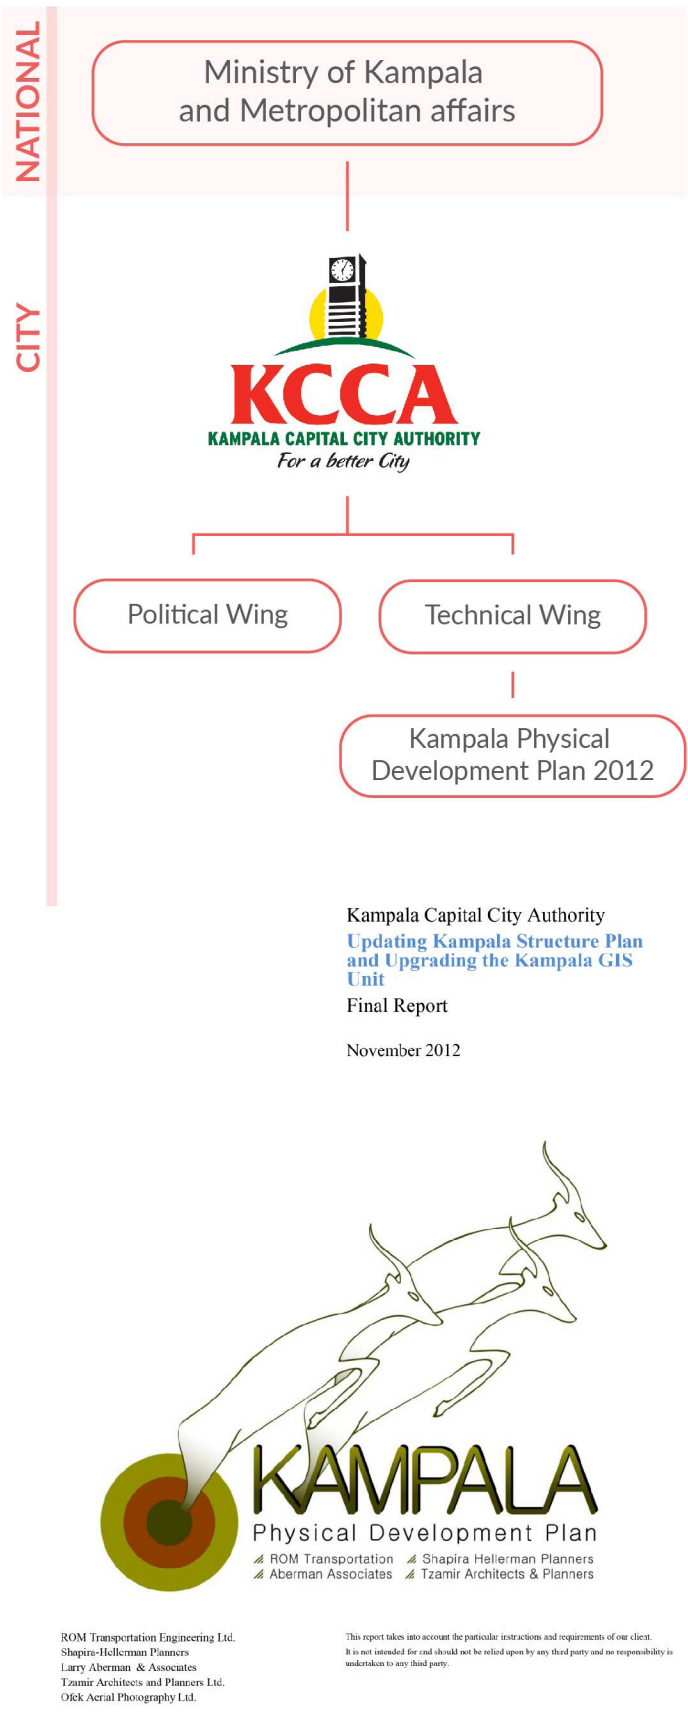 NATIONAL
Ministry of Kampala
and Metropolitan affairs
CITY
KCCA
KAMPALA CAPITAL CITY AUTHORITY
For a better City
Political Wing
Technical Wing
Kampala Physical
Development Plan 2012
Kampala Capital City Authority
Updating Kampala Structure Plan
and Upgrading the Kampala GIS
Unit
Final Report
November 2012
KAMPALA
Physical Development Plan
ROM Transportation
Shapira Hellerman Planners
Aberman Associates
Tzamir Architects & Planners
ROM Transportation Engineering Ltd.
Shapira-Hellerman Planners
Larry Aberman & Associates
Tzamir Architects and Planners Ltd.
Ofek Aerial Photography Ltd.
This report takes into account the particular instructions and requirements of our client.
It is not intended for and should not be relied upon by any third party and no responsibility is
undertaken to any third party.